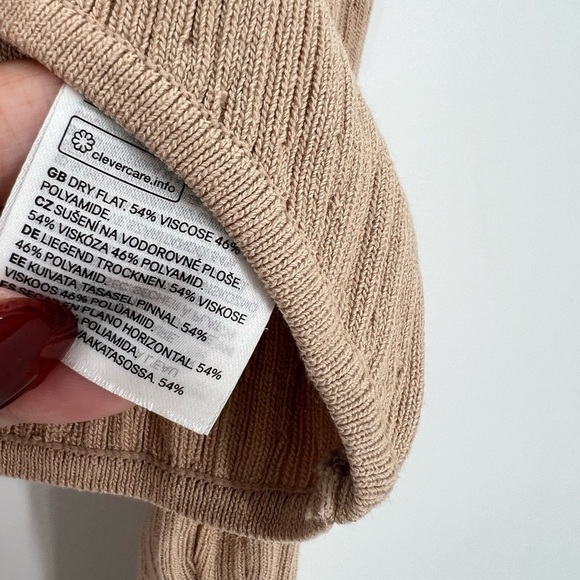 clevercare.info
GB DRY FLAT. 54% VISCOSE 46%
POLYAMIDE.
CZ SUŠENÍ NA VODOROVNÉ PLOŠE.
54% VISKÓZA 46% POLYAMID.
DE LIEGEND TROCKNEN. 54% VISKOSE
46% POLYAMID.
EE KUIVATA TASASEL PINNAL. 54%
VISKOOS 46% POLÜAMIID.
ES SECAR EN PLANO HORIZONTAL. 54%
POLIAMIDA.
VAAKATASOSSA. 54%